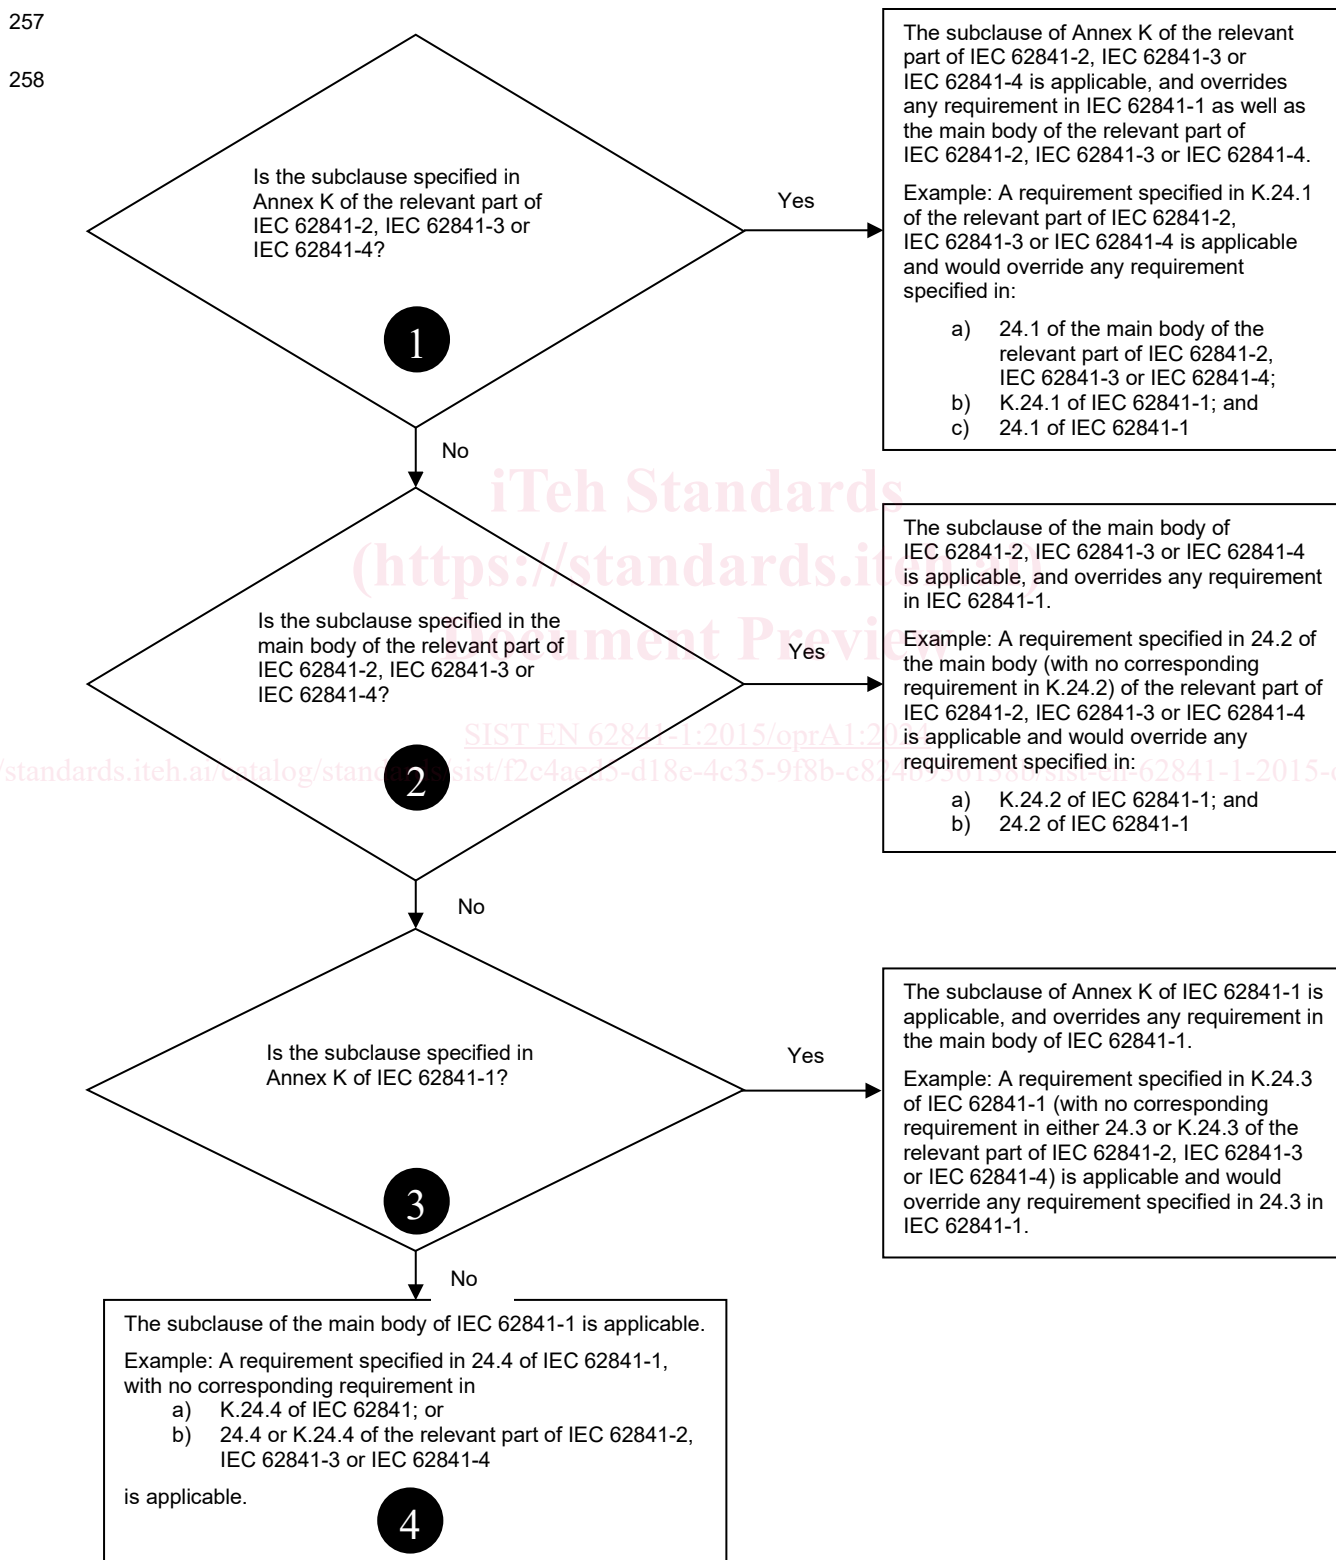 257
258
Is the subclause specified in
Annex K of the relevant part of
IEC 62841-2, IEC 62841-3 or
IEC 62841-4?
1
Yes
The subclause of Annex K of the relevant
part of IEC 62841-2, IEC 62841-3 or
IEC 62841-4 is applicable, and overrides
any requirement in IEC 62841-1 as well as
the main body of the relevant part of
IEC 62841-2, IEC 62841-3 or IEC 62841-4.
Example: A requirement specified in K.24.1
of the relevant part of IEC 62841-2,
IEC 62841-3 or IEC 62841-4 is applicable
and would override any requirement
specified in:
a) 24.1 of the main body of the
relevant part of IEC 62841-2,
IEC 62841-3 or IEC 62841-4;
b) K.24.1 of IEC 62841-1; and
c) 24.1 of IEC 62841-1
No
iTeh Standards
(https://standards.iteh.ai)
Document Preview
Is the subclause specified in the
main body of the relevant part of
IEC 62841-2, IEC 62841-3 or
IEC 62841-4?
2
Yes
The subclause of the main body of
IEC 62841-2, IEC 62841-3 or IEC 62841-4
is applicable, and overrides any requirement
in IEC 62841-1.
Example: A requirement specified in 24.2 of
the main body (with no corresponding
requirement in K.24.2) of the relevant part of
IEC 62841-2, IEC 62841-3 or IEC 62841-4
is applicable and would override any
requirement specified in:
a) K.24.2 of IEC 62841-1; and
b) 24.2 of IEC 62841-1
SIST EN 62841-1:2015/oprA1:2024
No
Is the subclause specified in
Annex K of IEC 62841-1?
3
Yes
The subclause of Annex K of IEC 62841-1 is
applicable, and overrides any requirement in
the main body of IEC 62841-1.
Example: A requirement specified in K.24.3
of IEC 62841-1 (with no corresponding
requirement in either 24.3 or K.24.3 of the
relevant part of IEC 62841-2, IEC 62841-3
or IEC 62841-4) is applicable and would
override any requirement specified in 24.3 in
IEC 62841-1.
No
The subclause of the main body of IEC 62841-1 is applicable.
Example: A requirement specified in 24.4 of IEC 62841-1,
with no corresponding requirement in
a) K.24.4 of IEC 62841; or
b) 24.4 or K.24.4 of the relevant part of IEC 62841-2,
IEC 62841-3 or IEC 62841-4
is applicable.
4